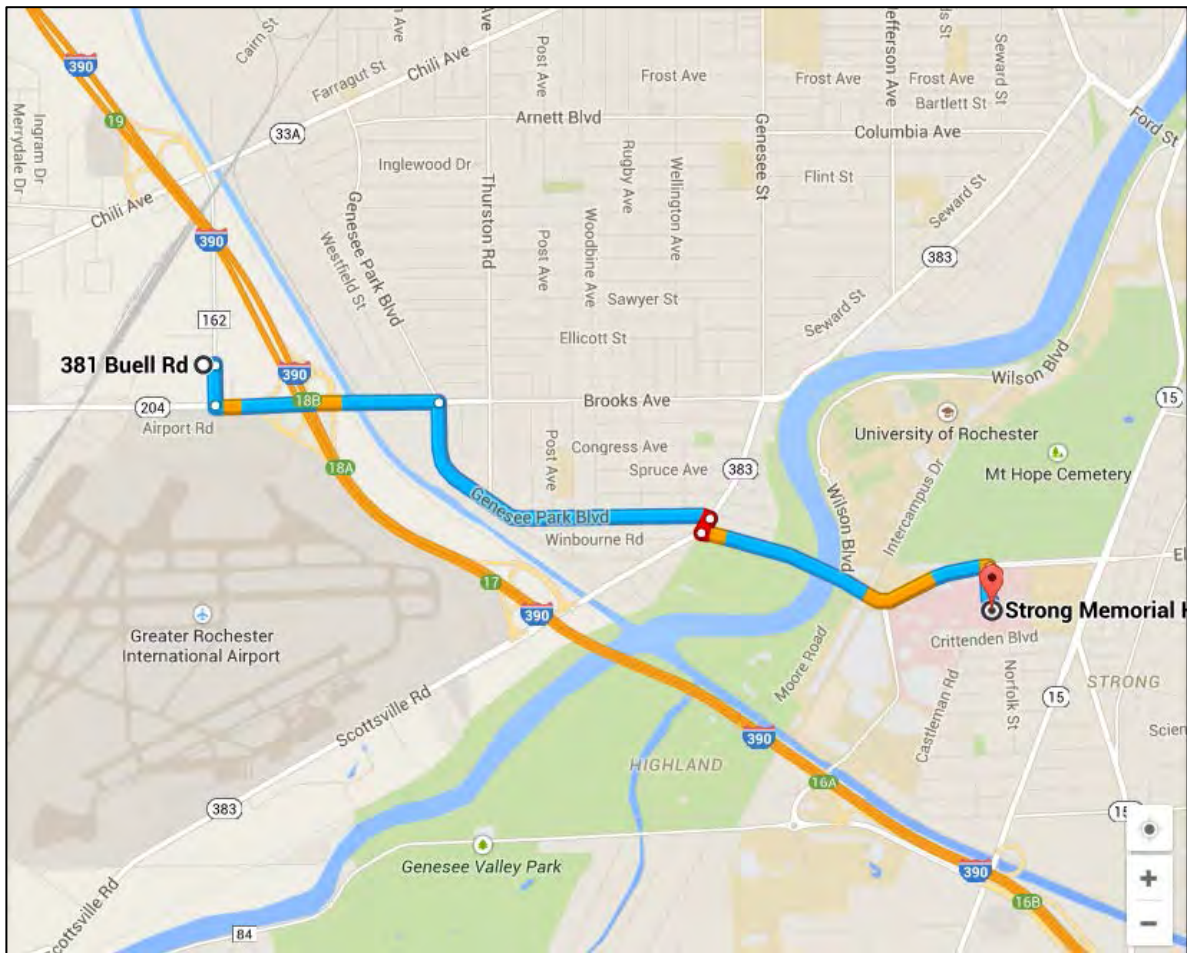 390
Cairn St
Ave
Ave
Chili Ave
Post Ave
Frost Ave
Jefferson Ave
Frost Ave
Frost Ave
Seward St
Farragut St
19
Ingram Dr
Merrydale Dr
33A
Arnett Blvd
Bartlett St
Columbia Ave
Ford St
Inglewood Dr
Genesee St
Rugby Ave
Wellington Ave
Flint St
Chili Ave
Thurston Rd
Genesee Park Blvd
Westfield St
Woodbine Ave
Post Ave
Seward St
390
383
Sawyer St
162
Ellicott St
Seward St
Wilson Blvd
381 Buell Rd
390
15
204
18B
Brooks Ave
Airport Rd
University of Rochester
Congress Ave
Post Ave
Spruce Ave
383
18A
Intercampus Dr
Mt Hope Cemetery
Genesee Park Blvd
Wilson Blvd
Winbourne Rd
El
17
Greater Rochester
International Airport
390
Strong Memorial H
Crittenden Blvd
Moore Road
Norfolk St
STRONG
15
Castleman Rd
Scottsville Rd
Scien
390
HIGHLAND
16A
383
15
Genesee Valley Park
390
+
16B
Scottsville Rd
84
−